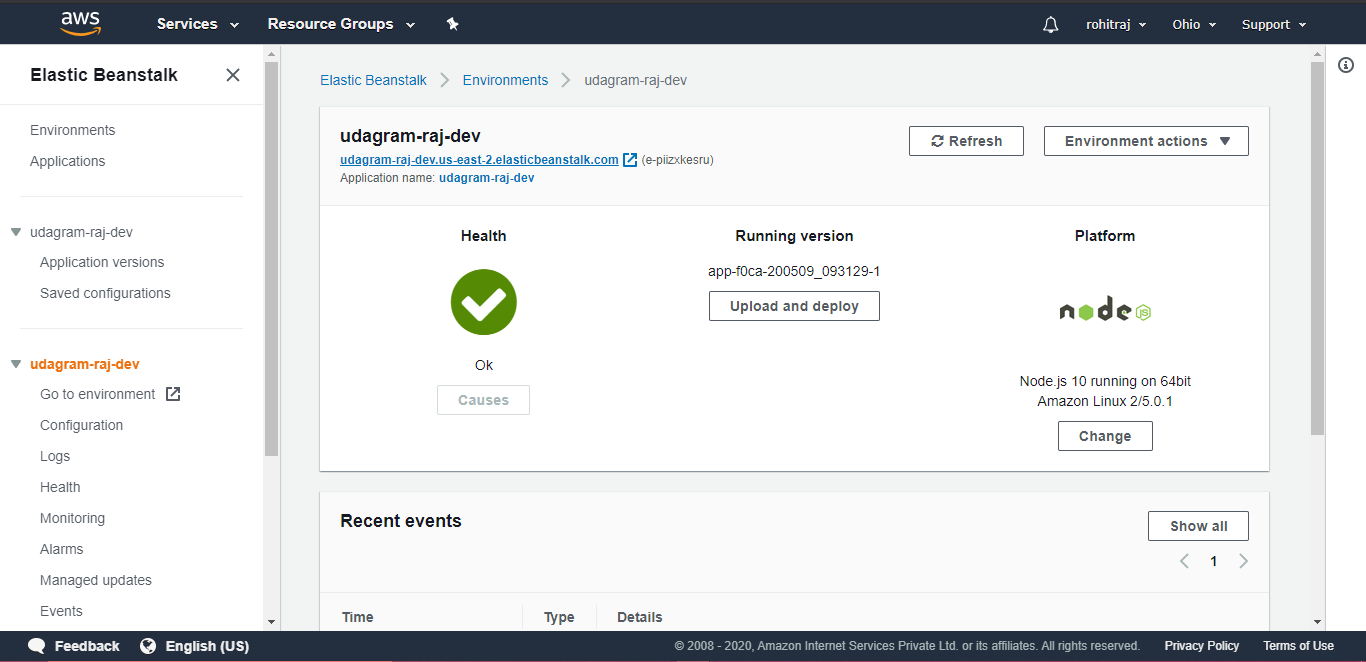 aws Services Resource Groups rohitraj Ohio Support
Elastic Beanstalk
Environments
Applications
udagram-raj-dev
Application versions
Saved configurations
udagram-raj-dev
Go to environment
Configuration
Logs
Health
Monitoring
Alarms
Managed updates
Events
Elastic Beanstalk Environments udagram-raj-dev
udagram-raj-dev
Refresh Environment actions
udagram-raj-dev.us-east-2.elasticbeanstalk.com (e-piizxkesru)
Application name: udagram-raj-dev
Health
Ok
Causes
Running version
app-f0ca-200509_093129-1
Upload and deploy
Platform
node JS
Node.js 10 running on 64bit
Amazon Linux 2/5.0.1
Change
Recent events
Show all
1
Time Type Details
Feedback English (US) © 2008 - 2020, Amazon Internet Services Private Ltd. or its affiliates. All rights reserved. Privacy Policy Terms of Use